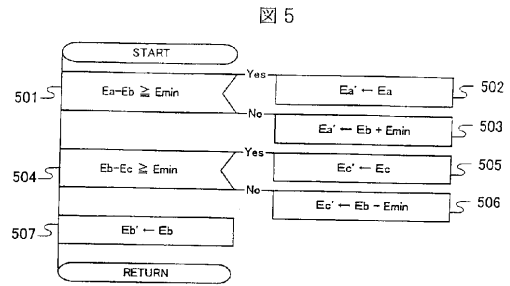 図5
START
501
Ea-Eb ≧ Emin
Yes
Ea' ← Ea
502
No
Ea' ← Eb + Emin
503
504
Eb-Ec ≧ Emin
Yes
Ec' ← Ec
505
No
Ec' ← Eb - Emin
506
507
Eb' ← Eb
RETURN